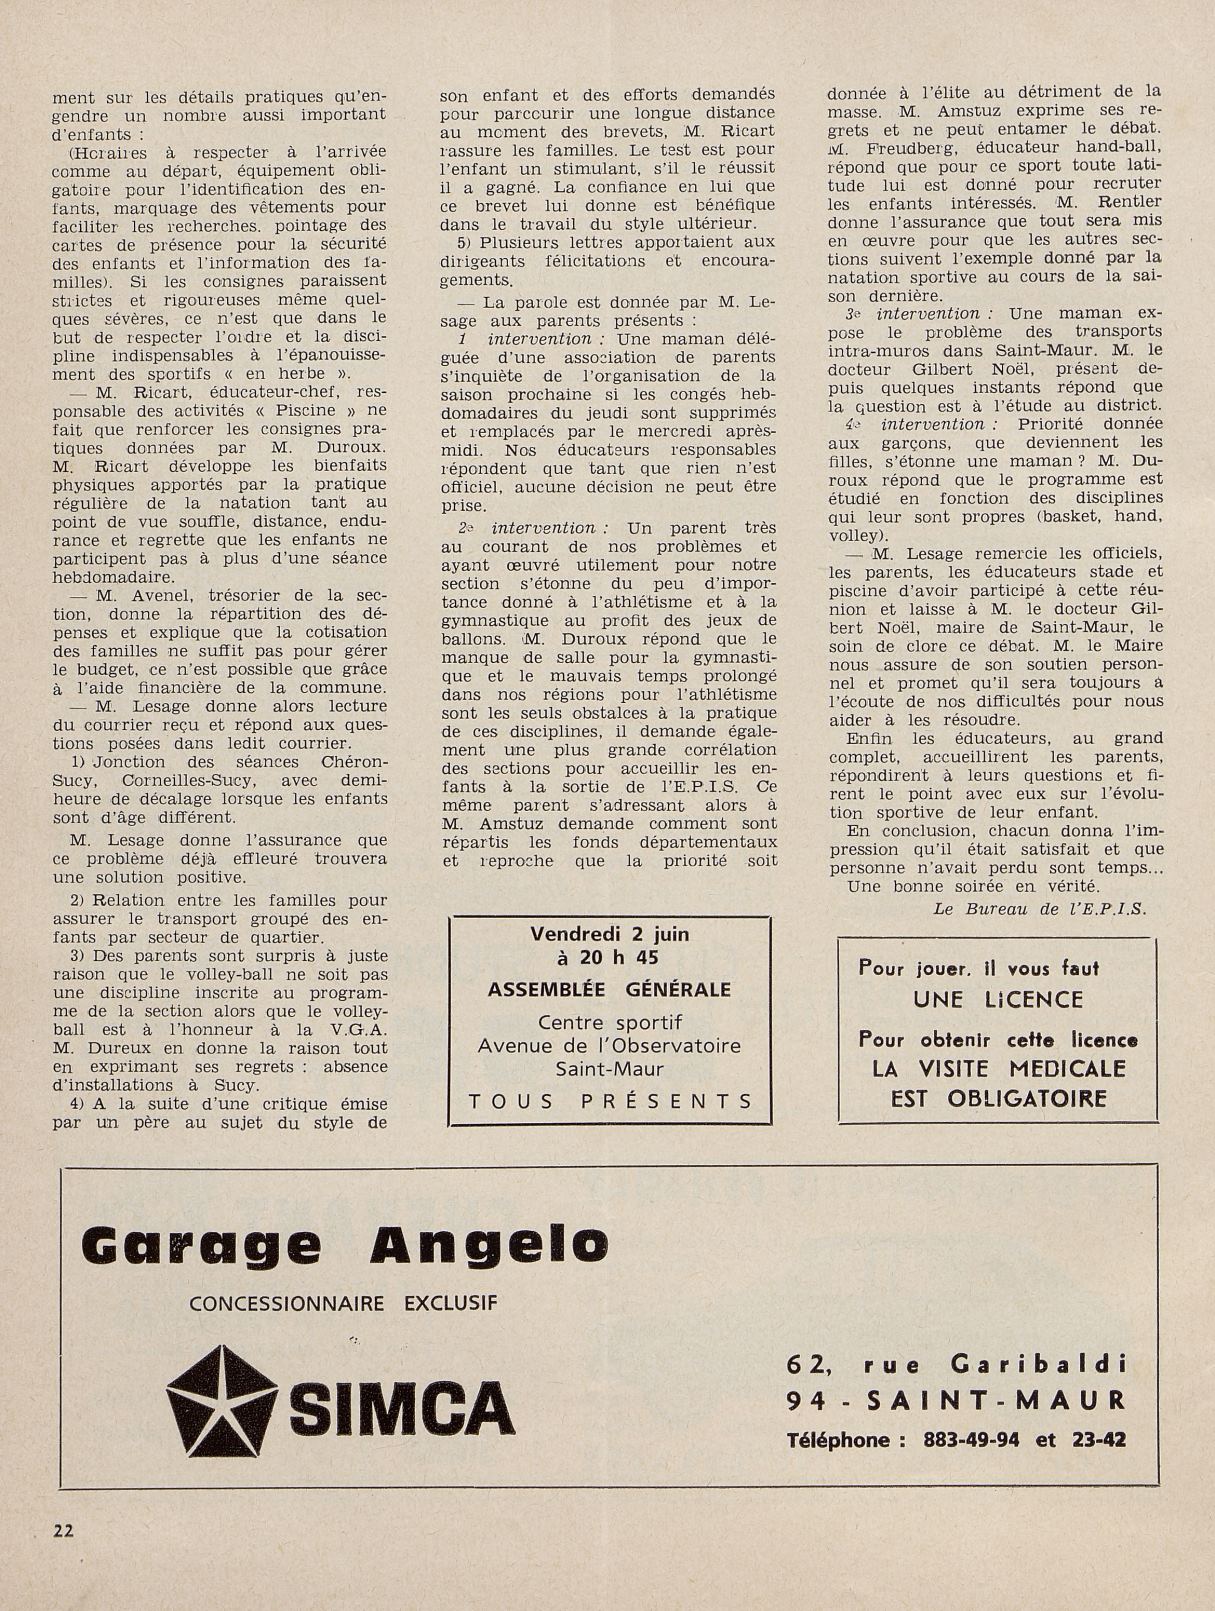 ment sur les détails pratiques qu'en-
gendre un nombre aussi important
d'enfants :
(Horaires à respecter à l'arrivée
comme au départ, équipement obli-
gatoire pour l'identification des en-
fants, marquage des vêtements pour
faciliter les recherches. pointage des
cartes de présence pour la sécurité
des enfants et l'information des fa-
milles). Si les consignes paraissent
strictes et rigoureuses même quel-
ques sévères, ce n'est que dans le
but de respecter l'ordre et la disci-
pline indispensables à l'épanouisse-
ment des sportifs « en herbe ».
— M. Ricart, éducateur-chef, res-
ponsable des activités « Piscine » ne
fait que renforcer les consignes pra-
tiques données par M. Duroux.
M. Ricart développe les bienfaits
physiques apportés par la pratique
régulière de la natation tant au
point de vue souffle, distance, endu-
rance et regrette que les enfants ne
participent pas à plus d'une séance
hebdomadaire.
— M. Avenel, trésorier de la sec-
tion, donne la répartition des dé-
penses et explique que la cotisation
des familles ne suffit pas pour gérer
le budget, ce n'est possible que grâce
à l'aide financière de la commune.
— M. Lesage donne alors lecture
du courrier reçu et répond aux ques-
tions posées dans ledit courrier.
1) Jonction des séances Chéron-
Sucy, Corneilles-Sucy, avec demi-
heure de décalage lorsque les enfants
sont d'âge différent.
M. Lesage donne l'assurance que
ce problème déjà effleuré trouvera
une solution positive.
2) Relation entre les familles pour
assurer le transport groupé des en-
fants par secteur de quartier.
3) Des parents sont surpris à juste
raison que le volley-ball ne soit pas
une discipline inscrite au program-
me de la section alors que le volley-
ball est à l'honneur à la V.G.A.
M. Dureux en donne la raison tout
en exprimant ses regrets : absence
d'installations à Sucy.
4) A la suite d'une critique émise
par un père au sujet du style de
son enfant et des efforts demandés
pour parcourir une longue distance
au moment des brevets, M. Ricart
rassure les familles. Le test est pour
l'enfant un stimulant, s'il le réussit
il a gagné. La confiance en lui que
ce brevet lui donne est bénéfique
dans le travail du style ultérieur.
5) Plusieurs lettres apportaient aux
dirigeants félicitations et encoura-
gements.
— La parole est donnée par M. Le-
sage aux parents présents :
1 intervention : Une maman délé-
guée d'une association de parents
s'inquiète de l'organisation de la
saison prochaine si les congés heb-
domadaires du jeudi sont supprimés
et remplacés par le mercredi après-
midi. Nos éducateurs responsables
répondent que tant que rien n'est
officiel, aucune décision ne peut être
prise.
2e intervention : Un parent très
au courant de nos problèmes et
ayant œuvré utilement pour notre
section s'étonne du peu d'impor-
tance donné à l'athlétisme et à la
gymnastique au profit des jeux de
ballons. M. Duroux répond que le
manque de salle pour la gymnasti-
que et le mauvais temps prolongé
dans nos régions pour l'athlétisme
sont les seuls obstalces à la pratique
de ces disciplines, il demande égale-
ment une plus grande corrélation
des sections pour accueillir les en-
fants à la sortie de l'E.P.I.S. Ce
même parent s'adressant alors à
M. Amstuz demande comment sont
répartis les fonds départementaux
et reproche que la priorité soit
donnée à l'élite au détriment de la
masse. M. Amstuz exprime ses re-
grets et ne peut entamer le débat.
M. Freudberg, éducateur hand-ball,
répond que pour ce sport toute lati-
tude lui est donné pour recruter
les enfants intéressés. M. Rentler
donne l'assurance que tout sera mis
en œuvre pour que les autres sec-
tions suivent l'exemple donné par la
natation sportive au cours de la sai-
son dernière.
3e intervention : Une maman ex-
pose le problème des transports
intra-muros dans Saint-Maur. M. le
docteur Gilbert Noël, présent de-
puis quelques instants répond que
la question est à l'étude au district.
4e intervention : Priorité donnée
aux garçons, que deviennent les
filles, s'étonne une maman ? M. Du-
roux répond que le programme est
étudié en fonction des disciplines
qui leur sont propres (basket, hand,
volley).
— M. Lesage remercie les officiels,
les parents, les éducateurs stade et
piscine d'avoir participé à cette réu-
nion et laisse à M. le docteur Gil-
bert Noël, maire de Saint-Maur, le
soin de clore ce débat. M. le Maire
nous assure de son soutien person-
nel et promet qu'il sera toujours à
l'écoute de nos difficultés pour nous
aider à les résoudre.
Enfin les éducateurs, au grand
complet, accueillirent les parents,
répondirent à leurs questions et fi-
rent le point avec eux sur l'évolu-
tion sportive de leur enfant.
En conclusion, chacun donna l'im-
pression qu'il était satisfait et que
personne n'avait perdu sont temps...
Une bonne soirée en vérité.
Le Bureau de l'E.P.I.S.
Vendredi 2 juin
à 20 h 45
ASSEMBLÉE GÉNÉRALE
Centre sportif
Avenue de l'Observatoire
Saint-Maur
TOUS PRÉSENTS
Pour jouer. il vous faut
UNE LICENCE
Pour obtenir cette licence
LA VISITE MEDICALE
EST OBLIGATOIRE
Garage Angelo
CONCESSIONNAIRE EXCLUSIF
SIMCA
62, rue Garibaldi
94 - SAINT-MAUR
Téléphone : 883-49-94 et 23-42
22